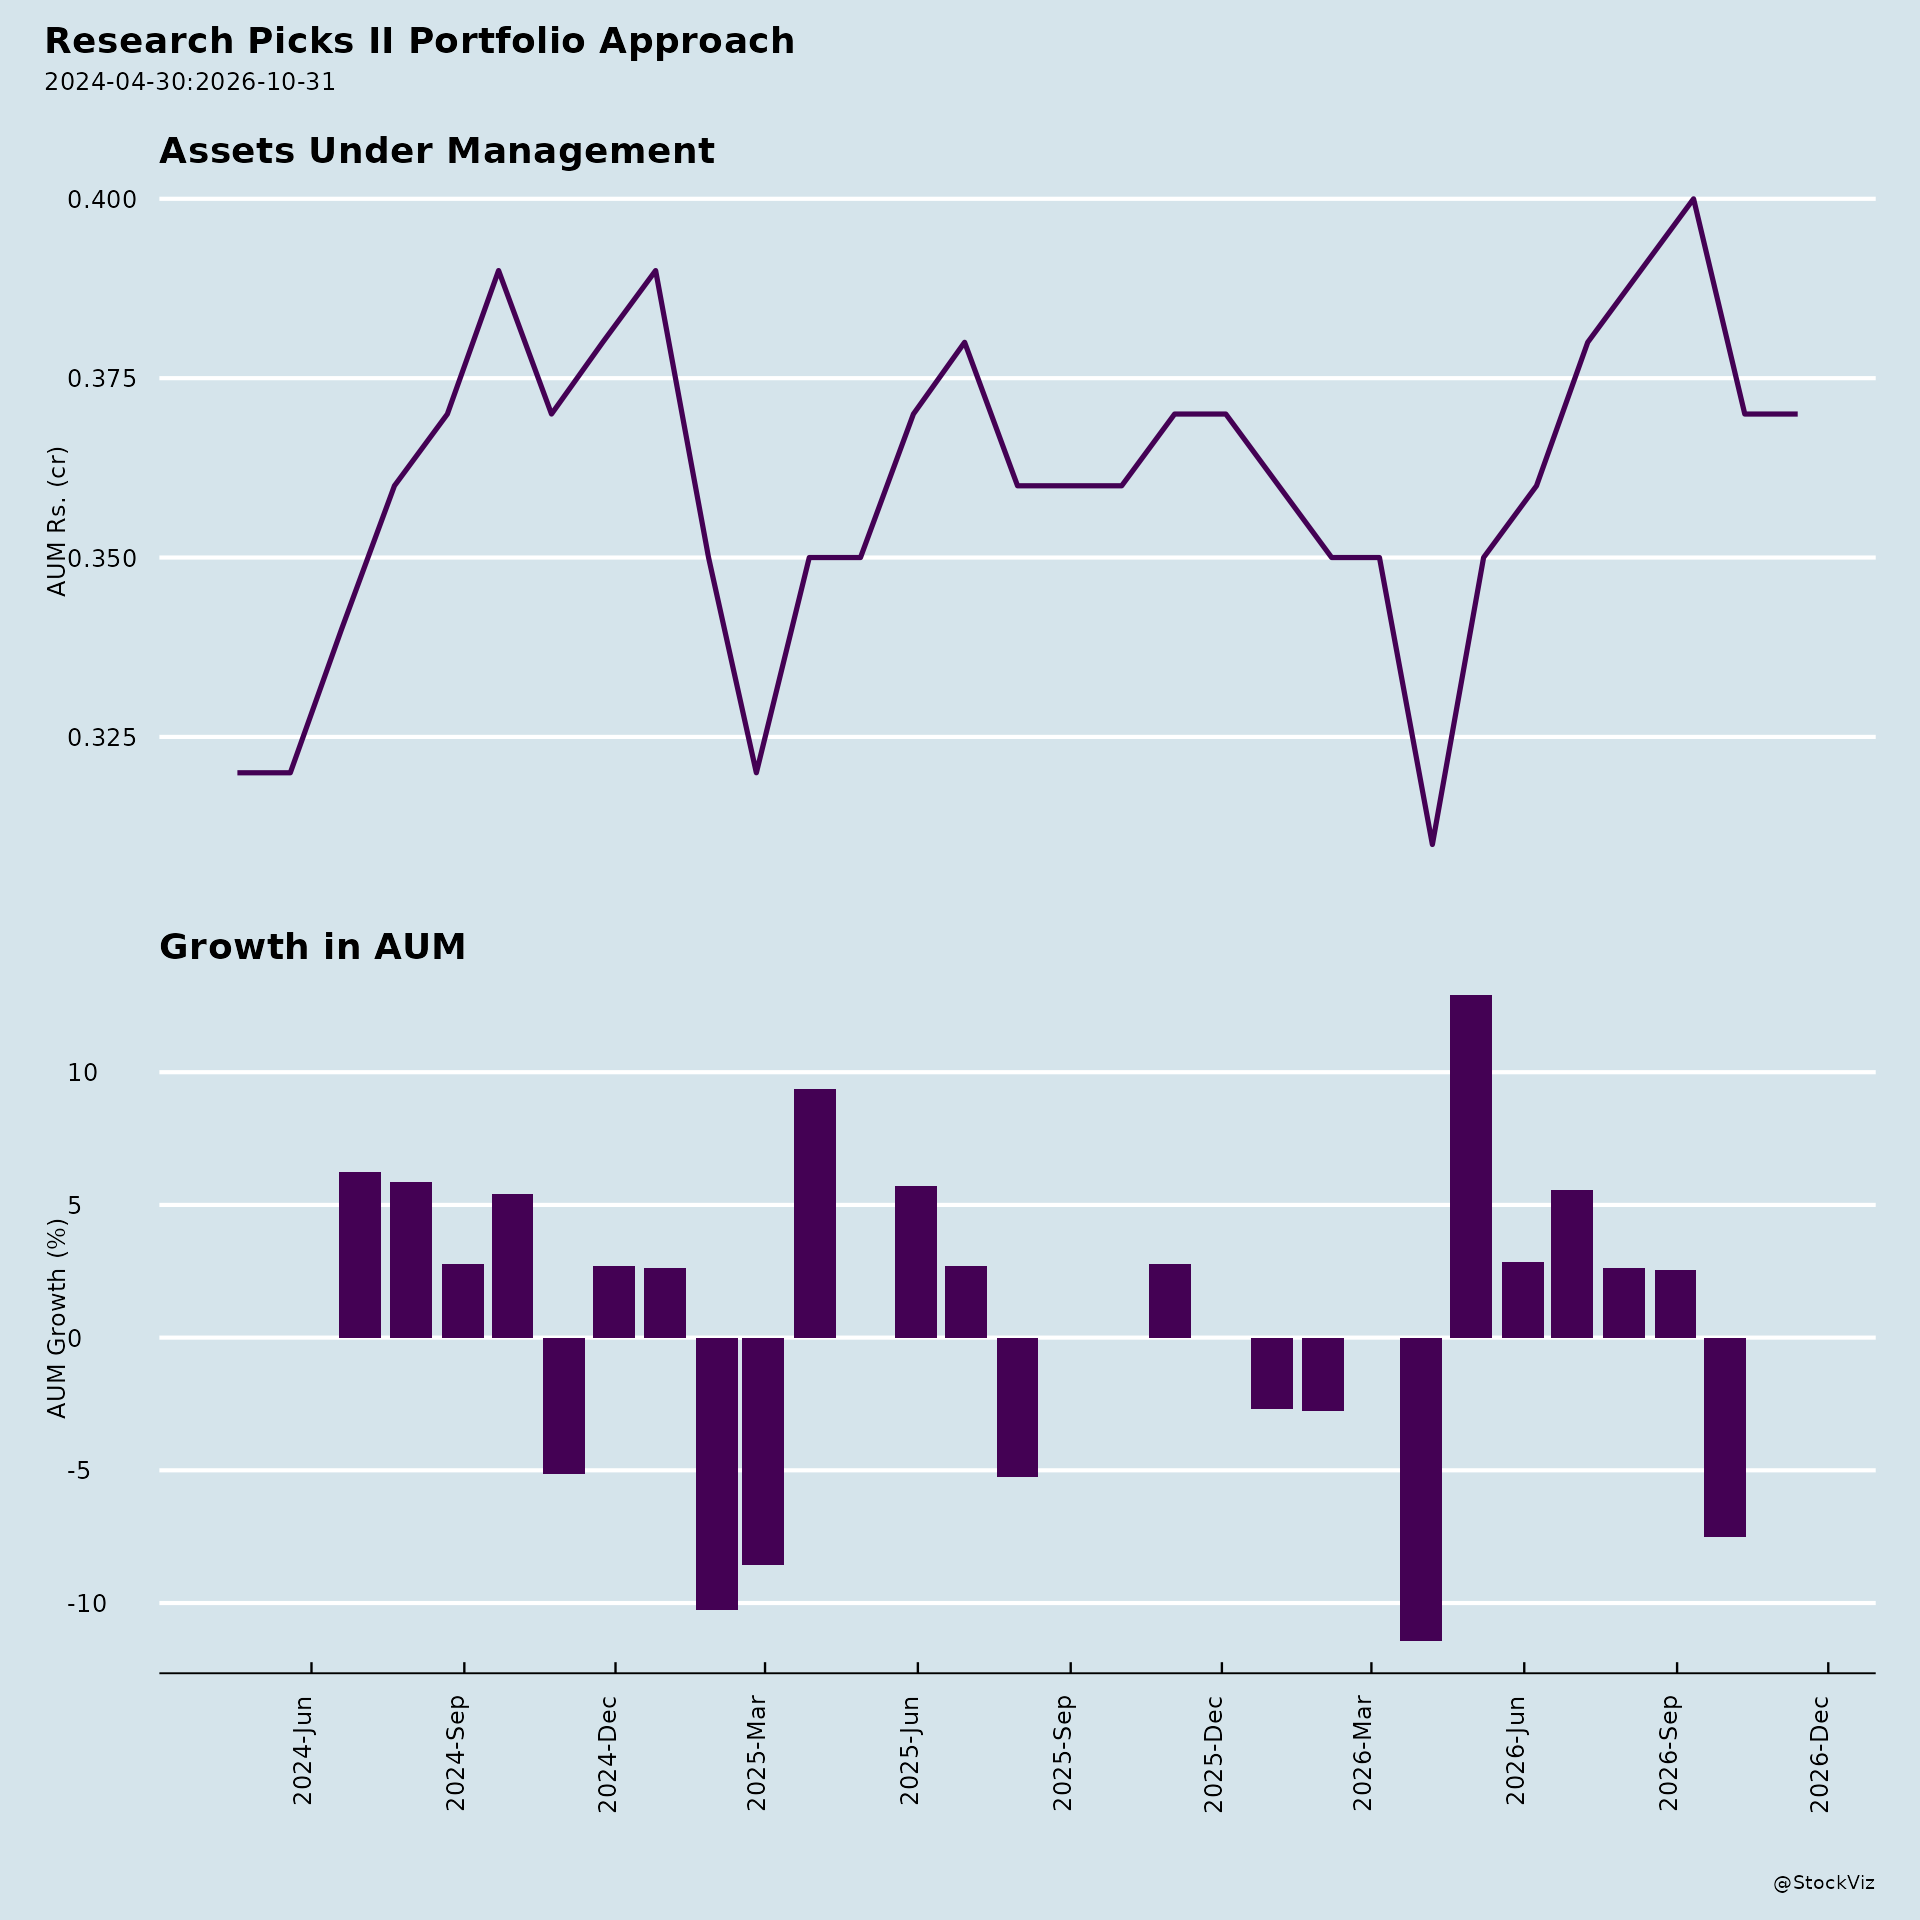 Research Picks II Portfolio Approach
2024-04-30:2026-10-31
Assets Under Management
AUM Rs. (cr)
0.400
0.375
0.350
0.325
Growth in AUM
AUM Growth (%)
10
5
0
-5
-10
2024-Jun
2024-Sep
2024-Dec
2025-Mar
2025-Jun
2025-Sep
2025-Dec
2026-Mar
2026-Jun
2026-Sep
2026-Dec
@StockViz